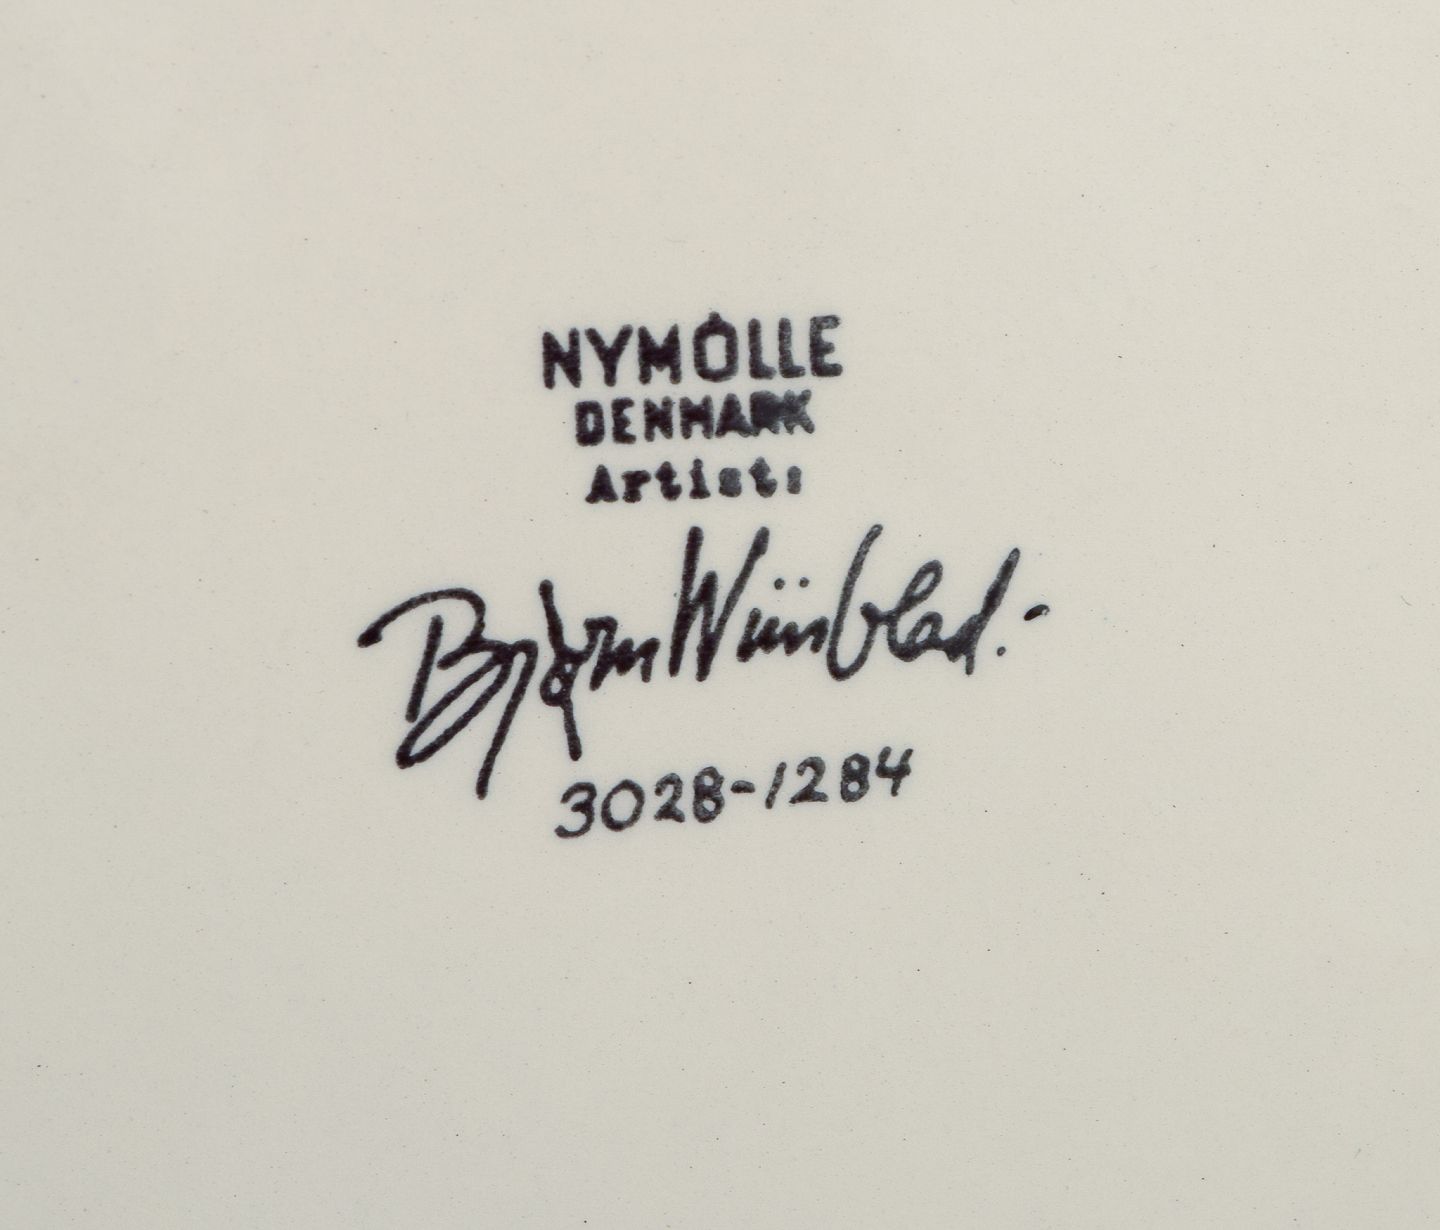 NYMÖLLE
DENMARK
Artist:
Bjørn Wiinblad.-
3028-1284